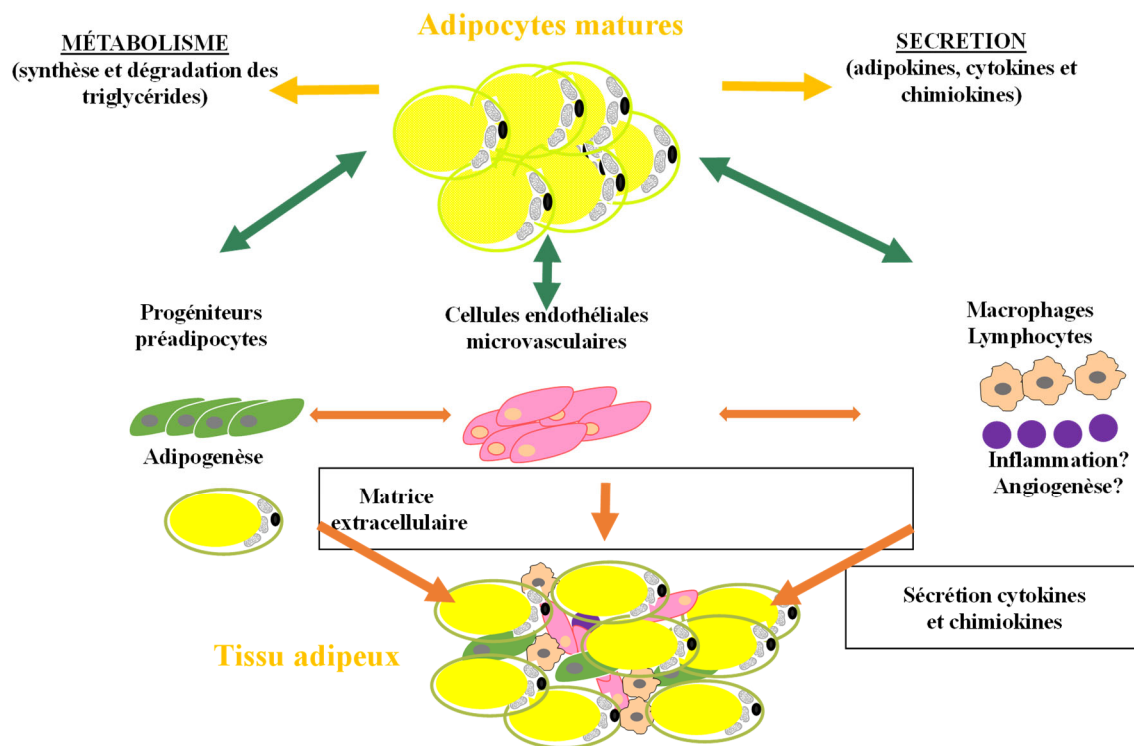 Adipocytes matures
MÉTABOLISME
(synthèse et dégradation des
triglycérides)
SECRETION
(adipokines, cytokines et
chimiokines)
Progéniteurs
préadipocytes
Cellules endothéliales
microvasculaires
Macrophages
Lymphocytes
Adipogenèse
Inflammation?
Angiogenèse?
Matrice
extracellulaire
Sécrétion cytokines
et chimiokines
Tissu adipeux